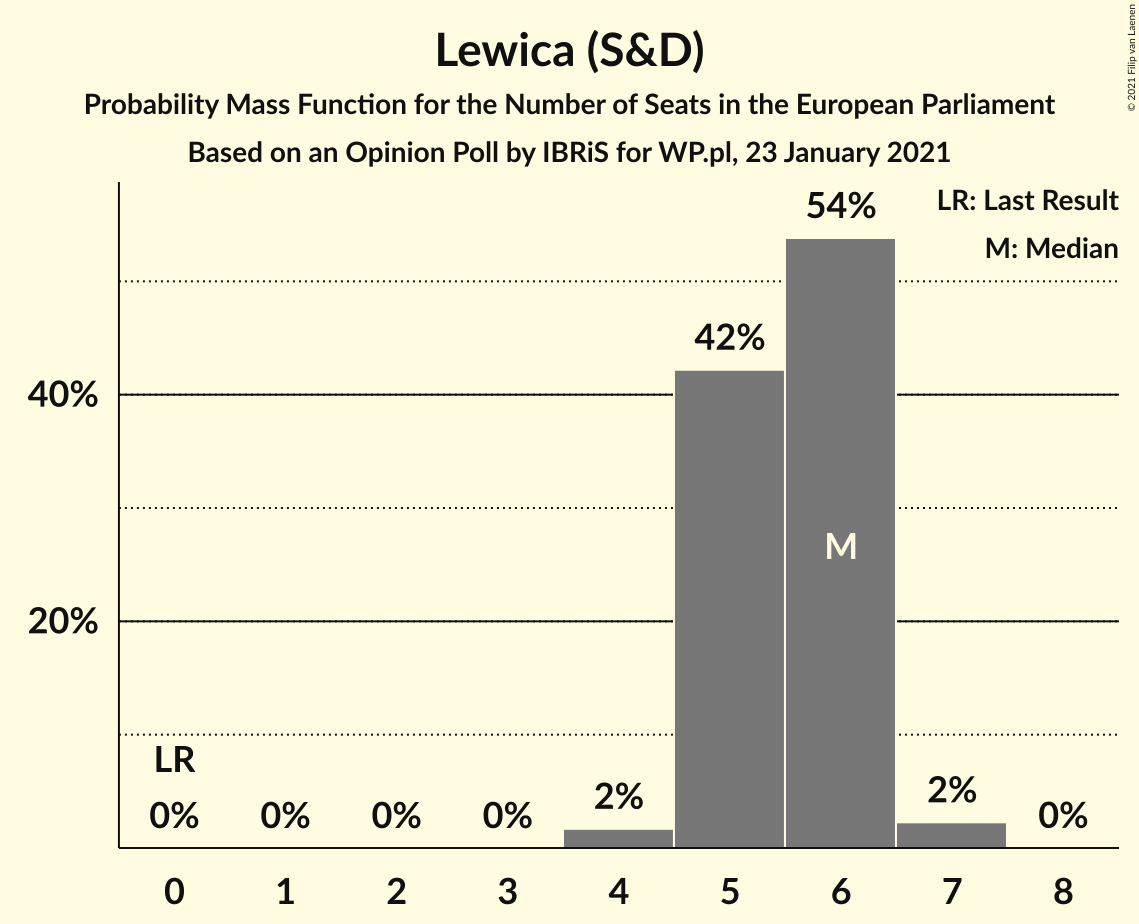 Lewica (S&D)
Probability Mass Function for the Number of Seats in the European Parliament
Based on an Opinion Poll by IBRiS for WP.pl, 23 January 2021
© 2021 Filip van Laenen
LR: Last Result
M: Median
54%
42%
40%
M
20%
LR
0% 0% 0% 0% 2% 2% 0%
0 1 2 3 4 5 6 7 8